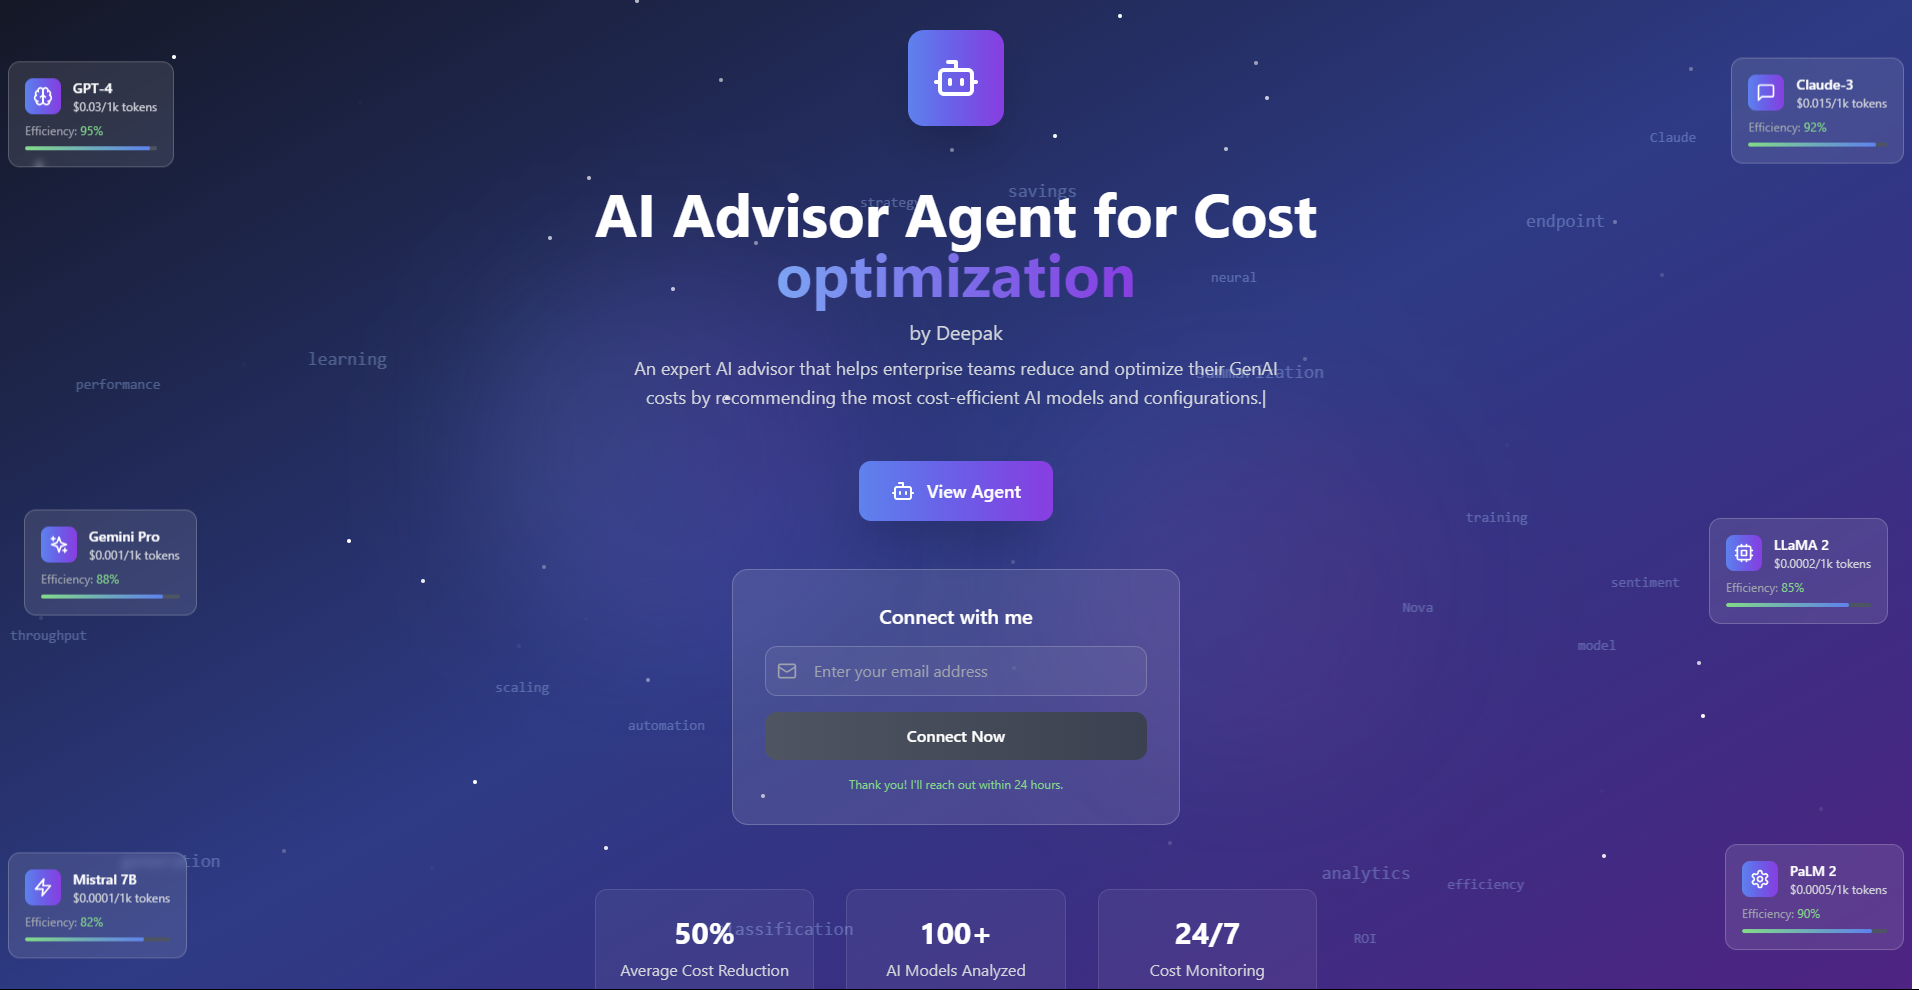 GPT-4
$0.03/1k tokens
Efficiency: 95%
Claude-3
$0.015/1k tokens
Efficiency: 92%
Claude
savings
strategy
AI Advisor Agent for Cost
optimization
endpoint
neural
by Deepak
An expert AI advisor that helps enterprise teams reduce and optimize their GenAI
costs by recommending the most cost-efficient AI models and configurations.|
summarization
learning
performance
View Agent
Gemini Pro
$0.001/1k tokens
Efficiency: 88%
throughput
training
LLaMA 2
$0.0002/1k tokens
Efficiency: 85%
sentiment
Nova
model
Connect with me
Enter your email address
Connect Now
Thank you! I'll reach out within 24 hours.
scaling
automation
generation
Mistral 7B
$0.0001/1k tokens
Efficiency: 82%
analytics
efficiency
PaLM 2
$0.0005/1k tokens
Efficiency: 90%
ROI
classification
50%
Average Cost Reduction
100+
AI Models Analyzed
24/7
Cost Monitoring